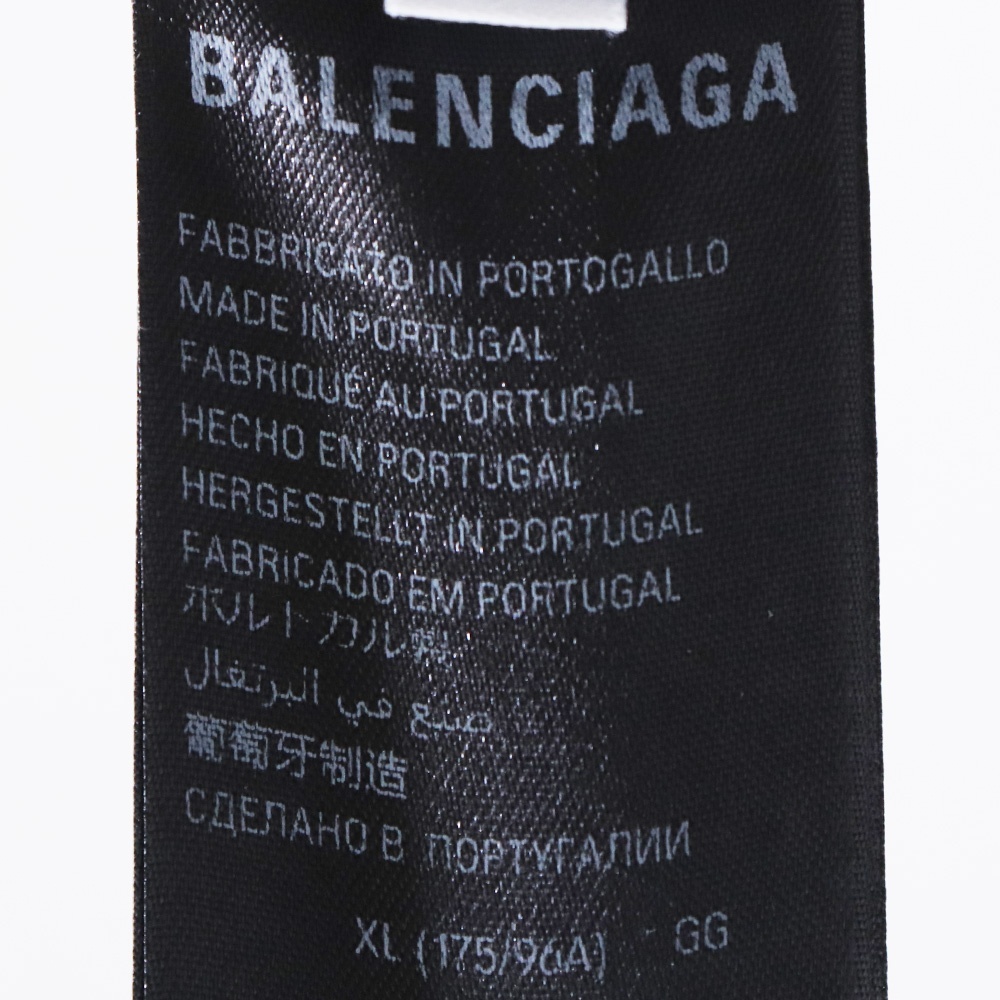 BALENCIAGA
FABBRICATO IN PORTOGALLO
MADE IN PORTUGAL
FABRIQUÉ AU PORTUGAL
HECHO EN PORTUGAL
HERGESTELLT IN PORTUGAL
FABRICADO EM PORTUGAL
ポルトガル製
صنع في البرتغال
葡萄牙制造
СДЕЛАНО В ПОРТУГАЛИИ
XL (175/96A) GG